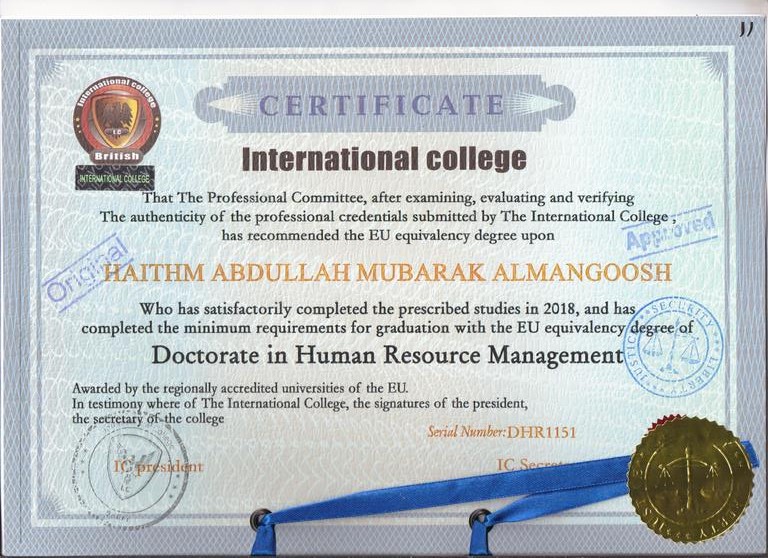 11
International college
I.C
British
INTERNATIONAL COLLEGE
CERTIFICATE
International college
That The Professional Committee, after examining, evaluating and verifying
The authenticity of the professional credentials submitted by The International College ,
has recommended the EU equivalency degree upon
Approved
Original
HAITHM ABDULLAH MUBARAK ALMANGOOSH
Who has satisfactorily completed the prescribed studies in 2018, and has
completed the minimum requirements for graduation with the EU equivalency degree of
SECURITY
JUSTICE
LIBERTY
Doctorate in Human Resource Management
Awarded by the regionally accredited universities of the EU.
In testimony where of The International College, the signatures of the president,
the secretary of the college
Serial Number:DHR1151
IC president
IC